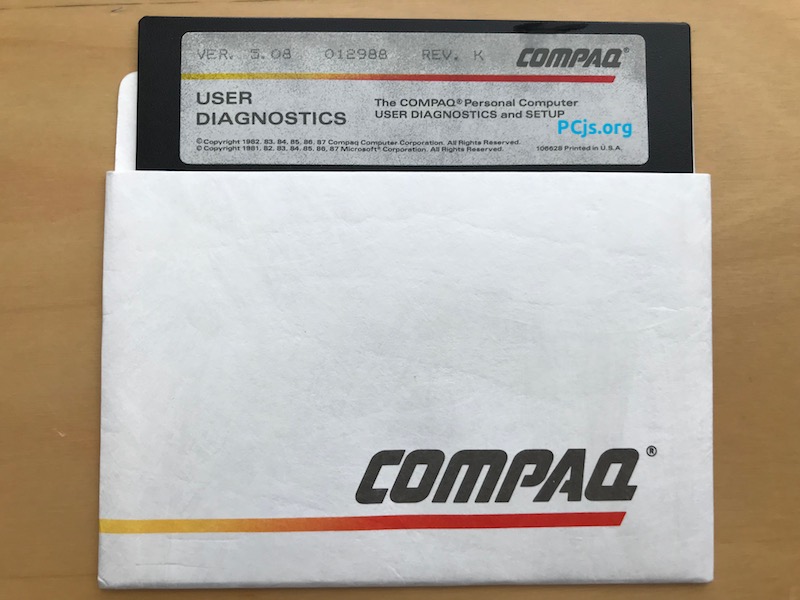 VER. 5.08 012988 REV. K COMPAQ®
USER
DIAGNOSTICS
The COMPAQ® Personal Computer
USER DIAGNOSTICS and SETUP
PCjs.org
© Copyright 1982, 83, 84, 85, 86, 87 Compaq Computer Corporation. All Rights Reserved.
© Copyright 1981, 82, 83, 84, 85, 86, 87 Microsoft® Corporation. All Rights Reserved.
106628 Printed in U.S.A.
COMPAQ®